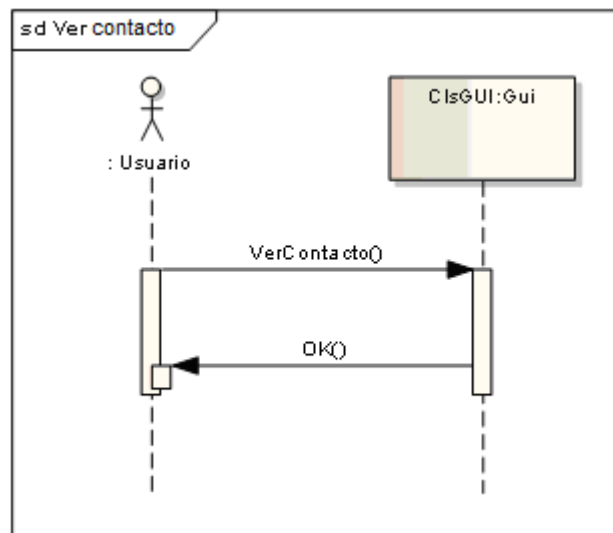 sd Ver contacto
: Usuario
ClsGUI:Gui
VerContacto()
OK()